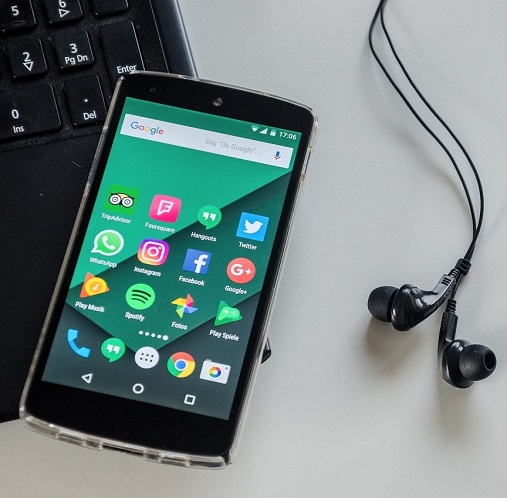 5
6
2
3
Pg Dn
Enter
0
Ins
Del
17:06
Google
Sag "Ok Google"...
TripAdvisor
Foursquare
Hangouts
Twitter
WhatsApp
Instagram
Facebook
Google+
G+
Play Musik
Spotify
Fotos
Play Spiele